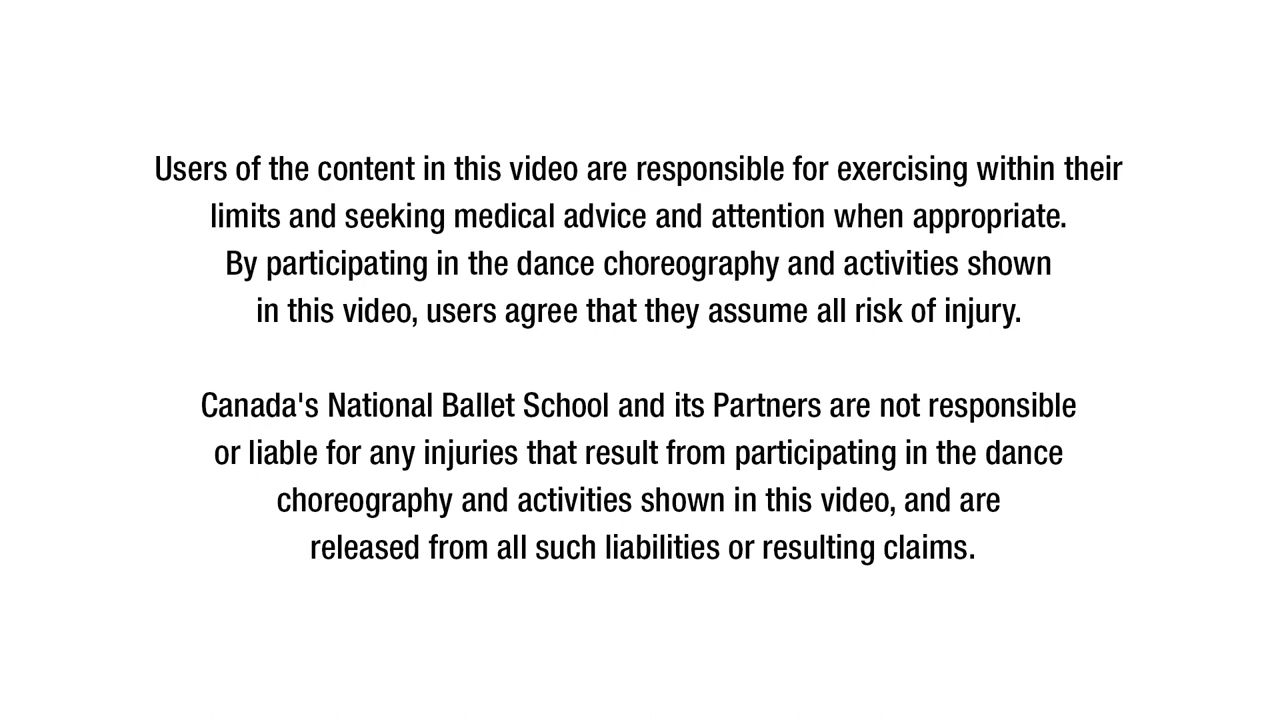 Users of the content in this video are responsible for exercising within their
limits and seeking medical advice and attention when appropriate.
By participating in the dance choreography and activities shown
in this video, users agree that they assume all risk of injury.
Canada's National Ballet School and its Partners are not responsible
or liable for any injuries that result from participating in the dance
choreography and activities shown in this video, and are
released from all such liabilities or resulting claims.